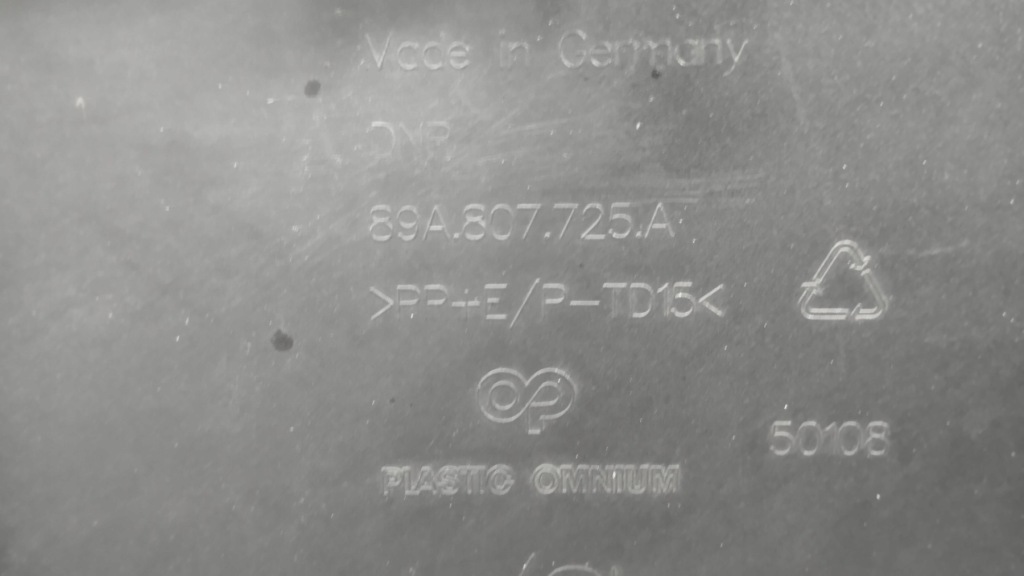 Made in Germany
89A.807.725.A
>PP+E/P-TD15<
PLASTIC OMNIUM
50108